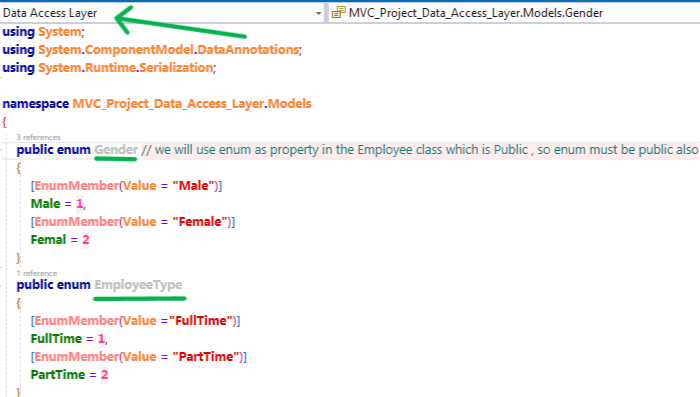 Data Access Layer MVC_Project_Data_Access_Layer.Models.Gender
using System;
using System.ComponentModel.DataAnnotations;
using System.Runtime.Serialization;
namespace MVC_Project_Data_Access_Layer.Models
{
3 references
public enum Gender // we will use enum as property in the Employee class which is Public , so enum must be public also
{
[EnumMember(Value = "Male")]
Male = 1,
[EnumMember(Value = "Female")]
Femal = 2
}
1 reference
public enum EmployeeType
{
[EnumMember(Value ="FullTime")]
FullTime = 1,
[EnumMember(Value = "PartTime")]
PartTime = 2
}